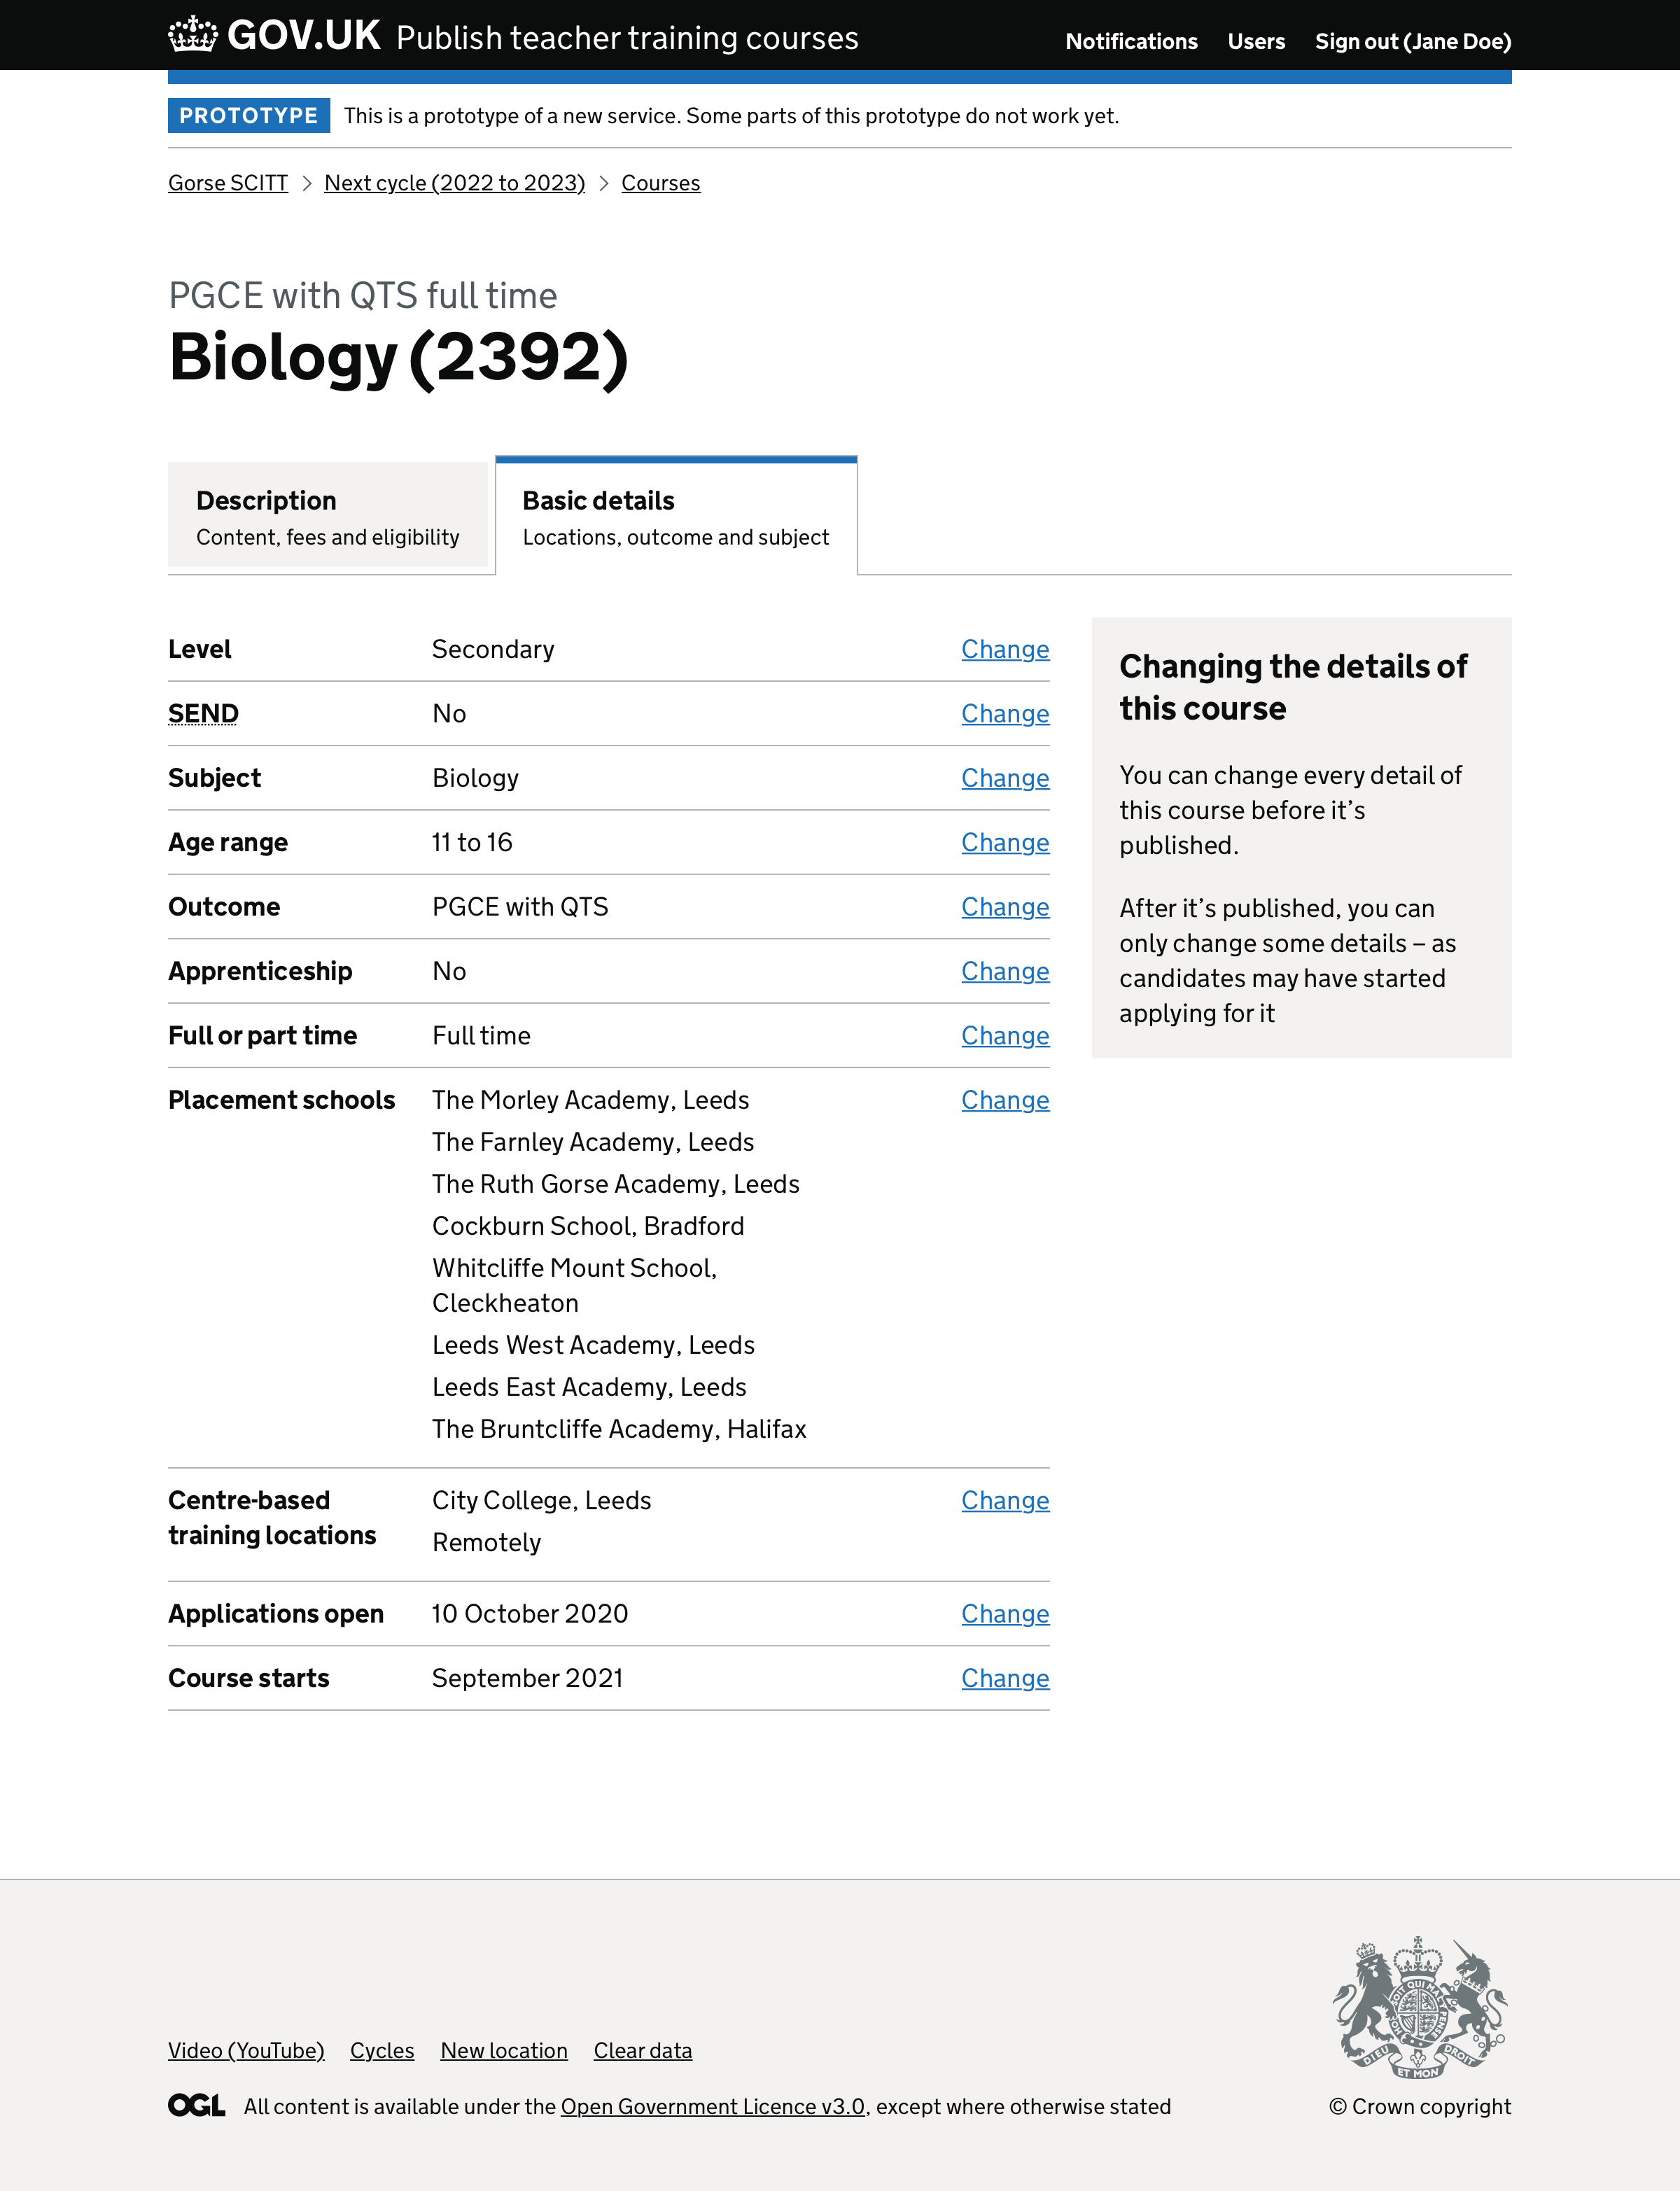 GOV.UK Publish teacher training courses Notifications Users Sign out (Jane Doe)
PROTOTYPE This is a prototype of a new service. Some parts of this prototype do not work yet.
Gorse SCITT Next cycle (2022 to 2023) Courses
PGCE with QTS full time
Biology (2392)
Description
Content, fees and eligibility
Basic details
Locations, outcome and subject
Level Secondary Change
SEND No Change
Subject Biology Change
Age range 11 to 16 Change
Outcome PGCE with QTS Change
Apprenticeship No Change
Full or part time Full time Change
Placement schools The Morley Academy, Leeds Change
The Farnley Academy, Leeds
The Ruth Gorse Academy, Leeds
Cockburn School, Bradford
Whitcliffe Mount School,
Cleckheaton
Leeds West Academy, Leeds
Leeds East Academy, Leeds
The Bruntcliffe Academy, Halifax
Centre-based
training locations
City College, Leeds Change
Remotely
Applications open 10 October 2020 Change
Course starts September 2021 Change
Changing the details of
this course
You can change every detail of
this course before it’s
published.
After it’s published, you can
only change some details – as
candidates may have started
applying for it
Video (YouTube) Cycles New location Clear data
OGL All content is available under the Open Government Licence v3.0, except where otherwise stated
DIEU ET MON DROIT
© Crown copyright